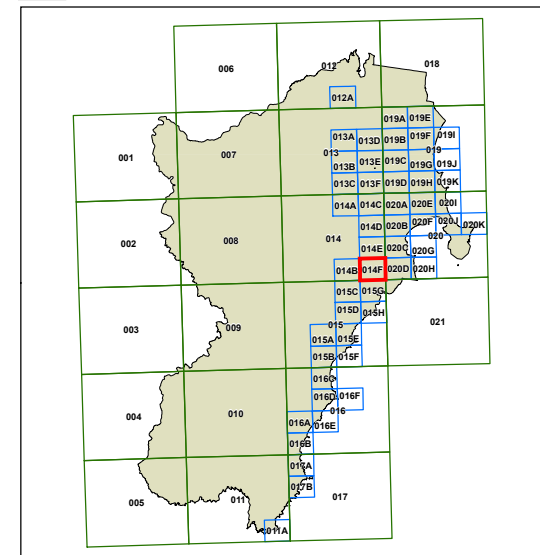 006 012 018
012A
019A 019E
013A 013D 019B 019F 019I
001 007 013 019
013B 013E 019C 019G 019J
013C 013F 019D 019H 019K
014A 014C 020A 020E 020I
014D 020B 020F 020J 020K
002 008 014 020
014E 020C 020G
014B 014F 020D 020H
015C 015G
015D 015H
003 009 015 021
015A 015E
015B 015F
016C
016D 016F
004 010 016
016A 016E
016B
017A
017B
005 011 017
011A